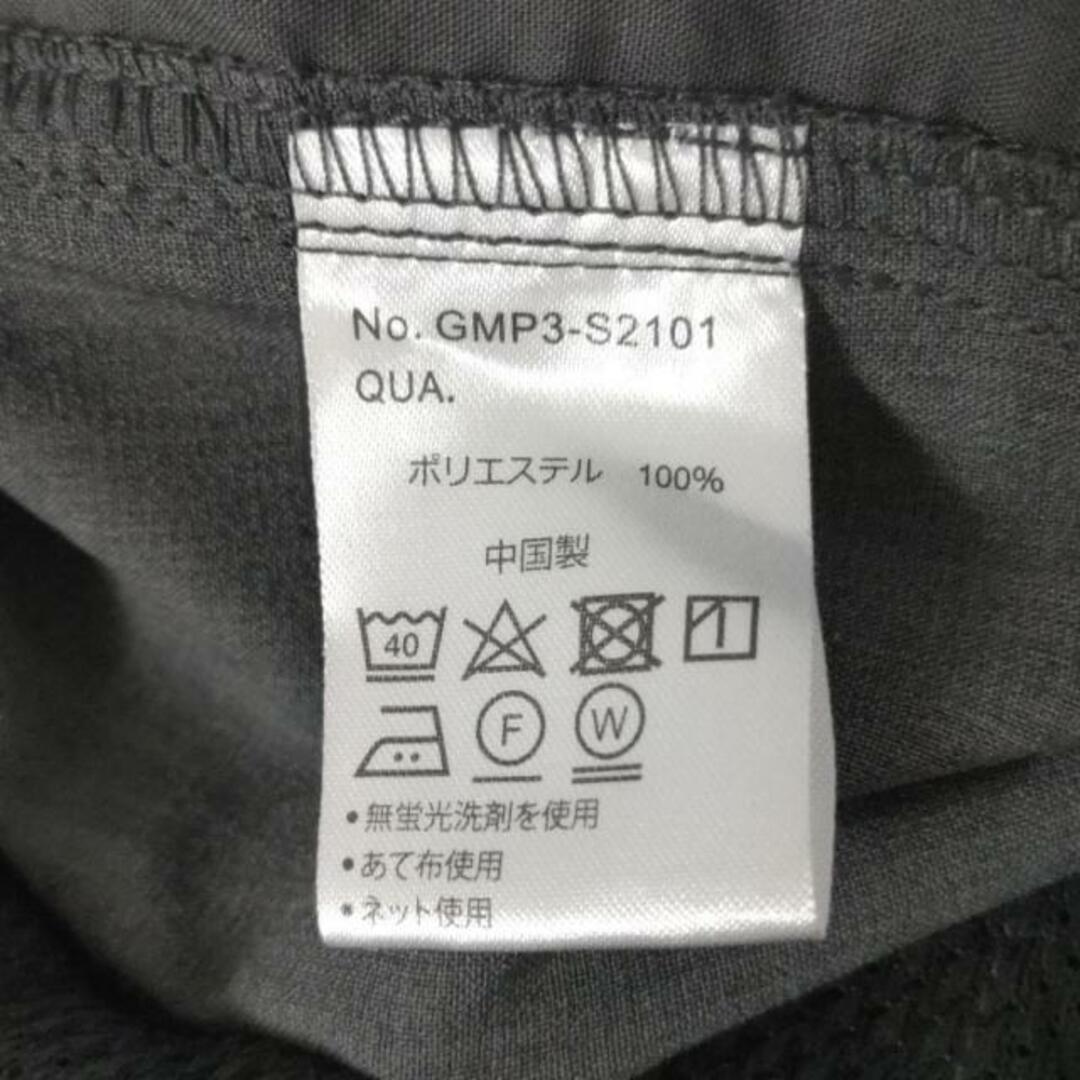 No. GMP3-S2101
QUA.
ポリエステル 100%
中国製
40
F W
•無蛍光洗剤を使用
•あて布使用
•ネット使用